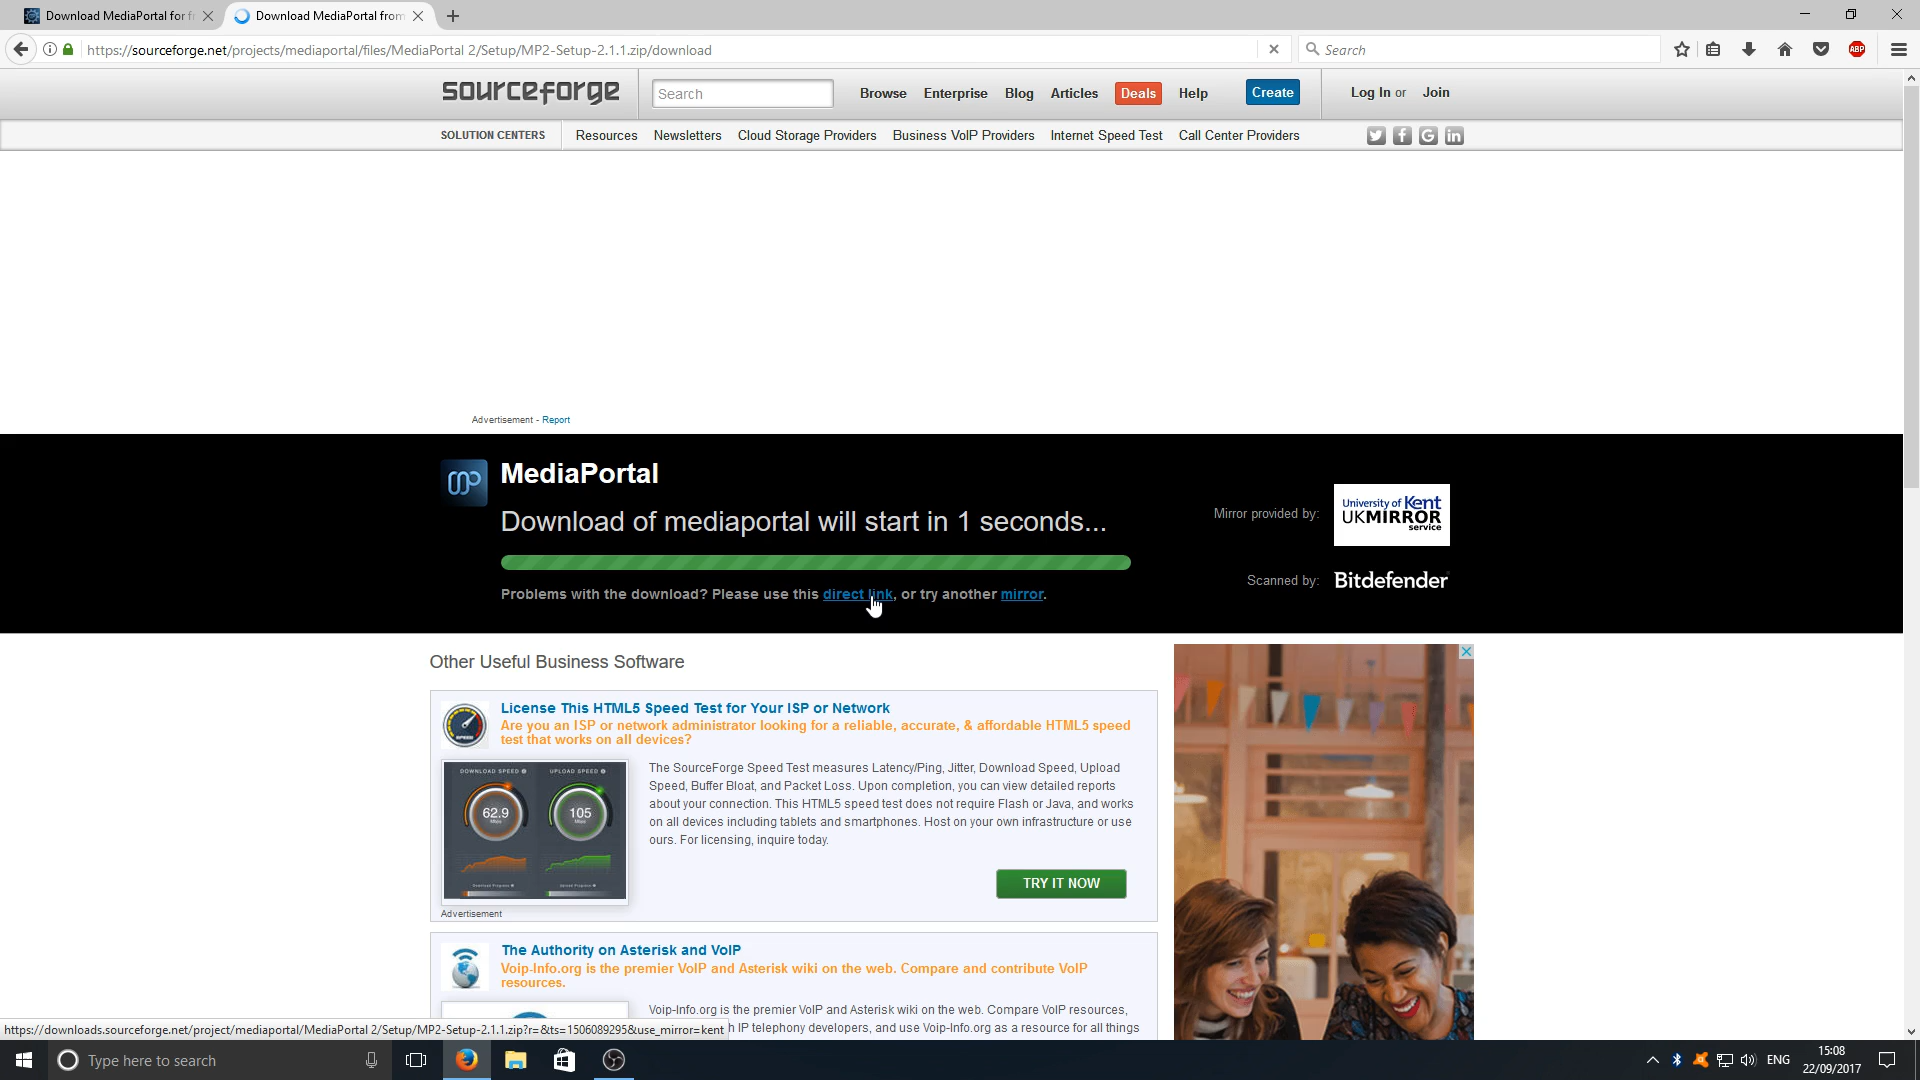 Download MediaPortal for f
Download MediaPortal from
https://sourceforge.net/projects/mediaportal/files/MediaPortal 2/Setup/MP2-Setup-2.1.1.zip/download
Search
ABP
sourceforge
Search
Browse Enterprise Blog Articles Deals Help Create Log In or Join
SOLUTION CENTERS Resources Newsletters Cloud Storage Providers Business VoIP Providers Internet Speed Test Call Center Providers
Advertisement - Report
MediaPortal
Download of mediaportal will start in 1 seconds...
Problems with the download? Please use this direct link, or try another mirror.
Mirror provided by:
University of Kent
UKMIRROR
service
Scanned by: Bitdefender
Other Useful Business Software
License This HTML5 Speed Test for Your ISP or Network
Are you an ISP or network administrator looking for a reliable, accurate, & affordable HTML5 speed
test that works on all devices?
DOWNLOAD SPEED UPLOAD SPEED
62.9
Mbps
105
Mbps
The SourceForge Speed Test measures Latency/Ping, Jitter, Download Speed, Upload
Speed, Buffer Bloat, and Packet Loss. Upon completion, you can view detailed reports
about your connection. This HTML5 speed test does not require Flash or Java, and works
on all devices including tablets and smartphones. Host on your own infrastructure or use
ours. For licensing, inquire today.
TRY IT NOW
Advertisement
The Authority on Asterisk and VoIP
Voip-Info.org is the premier VoIP and Asterisk wiki on the web. Compare and contribute VoIP
resources.
Voip-Info.org is the premier VoIP and Asterisk wiki on the web. Compare VoIP resources,
h IP telephony developers, and use Voip-Info.org as a resource for all things
https://downloads.sourceforge.net/project/mediaportal/MediaPortal 2/Setup/MP2-Setup-2.1.1.zip?r=&ts=1506089295&use_mirror=kent
Type here to search
ENG
15:08
22/09/2017